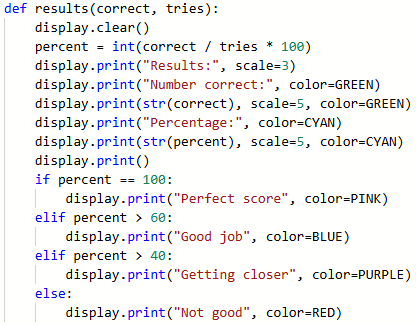 def results(correct, tries):
    display.clear()
    percent = int(correct / tries * 100)
    display.print("Results:", scale=3)
    display.print("Number correct:", color=GREEN)
    display.print(str(correct), scale=5, color=GREEN)
    display.print("Percentage:", color=CYAN)
    display.print(str(percent), scale=5, color=CYAN)
    display.print()
    if percent == 100:
        display.print("Perfect score", color=PINK)
    elif percent > 60:
        display.print("Good job", color=BLUE)
    elif percent > 40:
        display.print("Getting closer", color=PURPLE)
    else:
        display.print("Not good", color=RED)